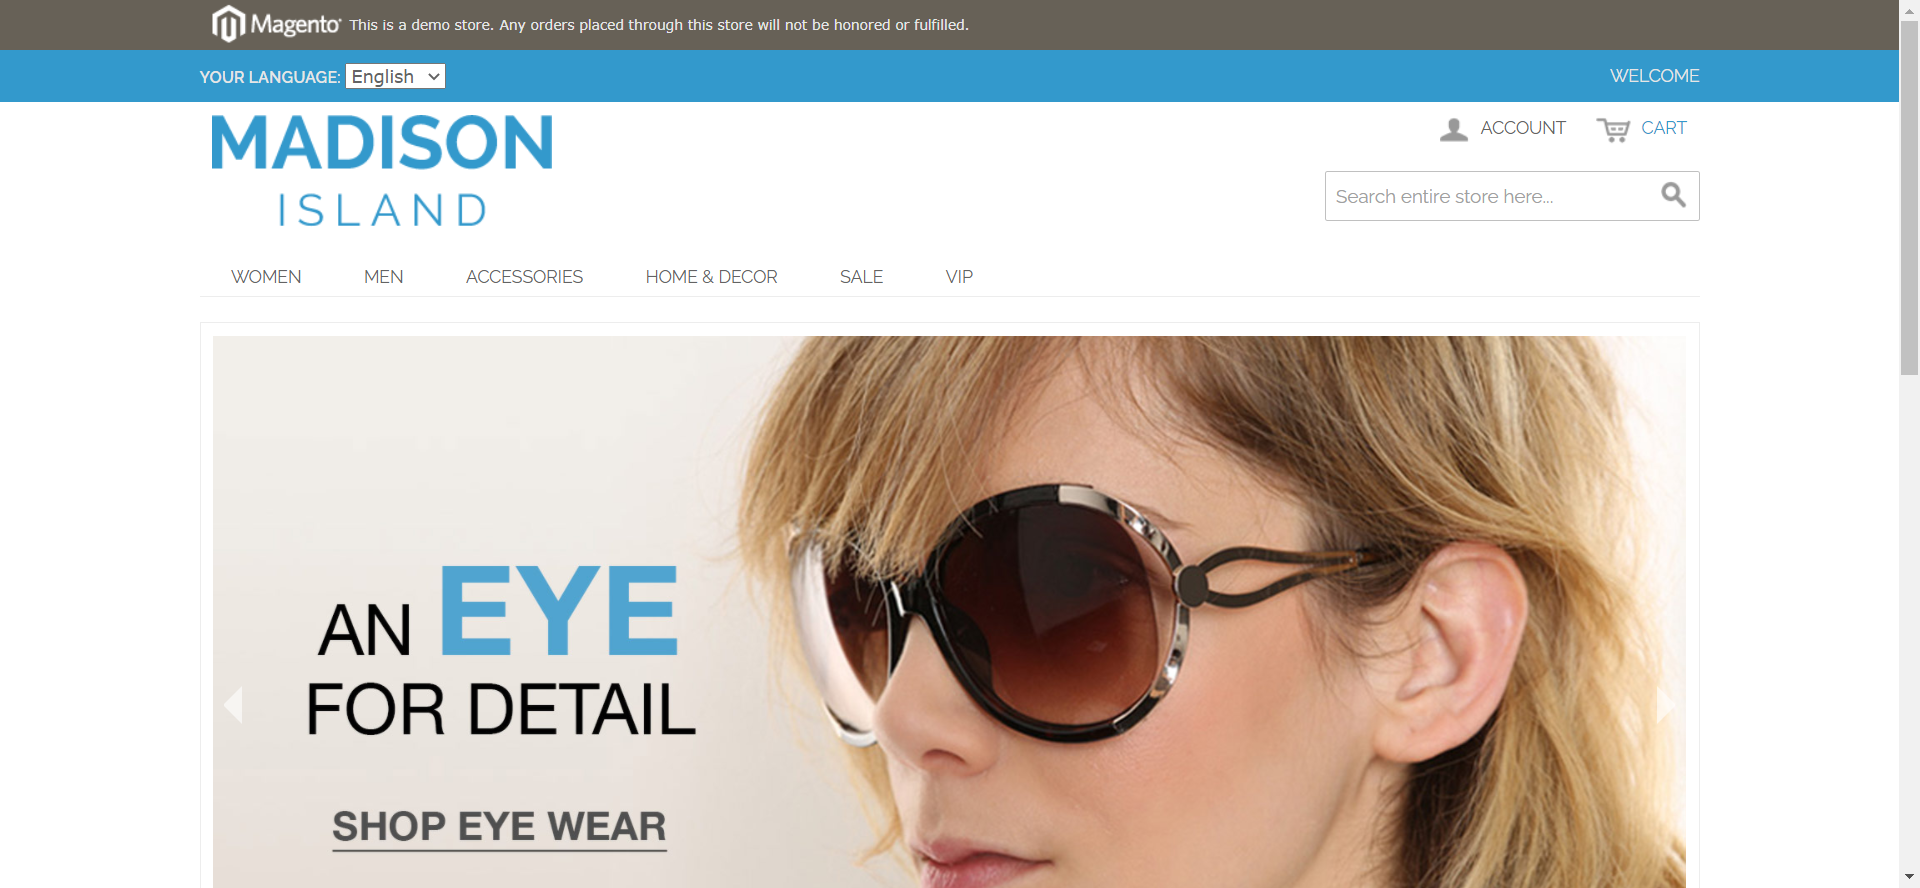 Magento This is a demo store. Any orders placed through this store will not be honored or fulfilled.
YOUR LANGUAGE: English
WELCOME
MADISON
ISLAND
ACCOUNT
CART
Search entire store here...
WOMEN
MEN
ACCESSORIES
HOME & DECOR
SALE
VIP
AN EYE
FOR DETAIL
SHOP EYE WEAR